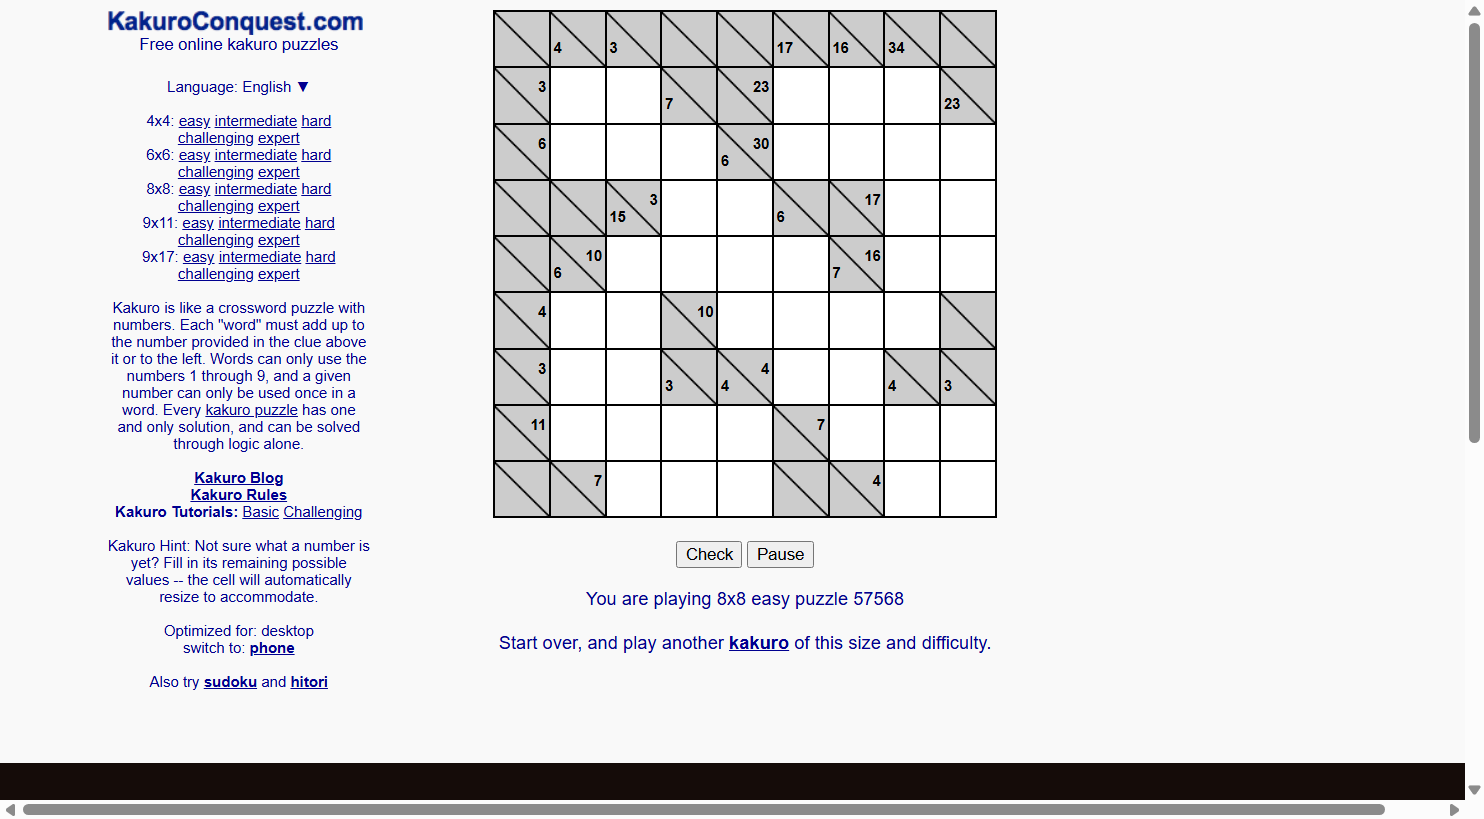 KakuroConquest.com
Free online kakuro puzzles
Language: English ▼
4x4: easy intermediate hard
challenging expert
6x6: easy intermediate hard
challenging expert
8x8: easy intermediate hard
challenging expert
9x11: easy intermediate hard
challenging expert
9x17: easy intermediate hard
challenging expert
Kakuro is like a crossword puzzle with
numbers. Each "word" must add up to
the number provided in the clue above
it or to the left. Words can only use the
numbers 1 through 9, and a given
number can only be used once in a
word. Every kakuro puzzle has one
and only solution, and can be solved
through logic alone.
Kakuro Blog
Kakuro Rules
Kakuro Tutorials: Basic Challenging
Kakuro Hint: Not sure what a number is
yet? Fill in its remaining possible
values -- the cell will automatically
resize to accommodate.
Optimized for: desktop
switch to: phone
Also try sudoku and hitori
4 3 17 16 34
3 7 23 23
6 6 30
15 3 6 17
6 10 7 16
4 10
3 3 4 4 4 3
11 7
7 4
Check Pause
You are playing 8x8 easy puzzle 57568
Start over, and play another kakuro of this size and difficulty.